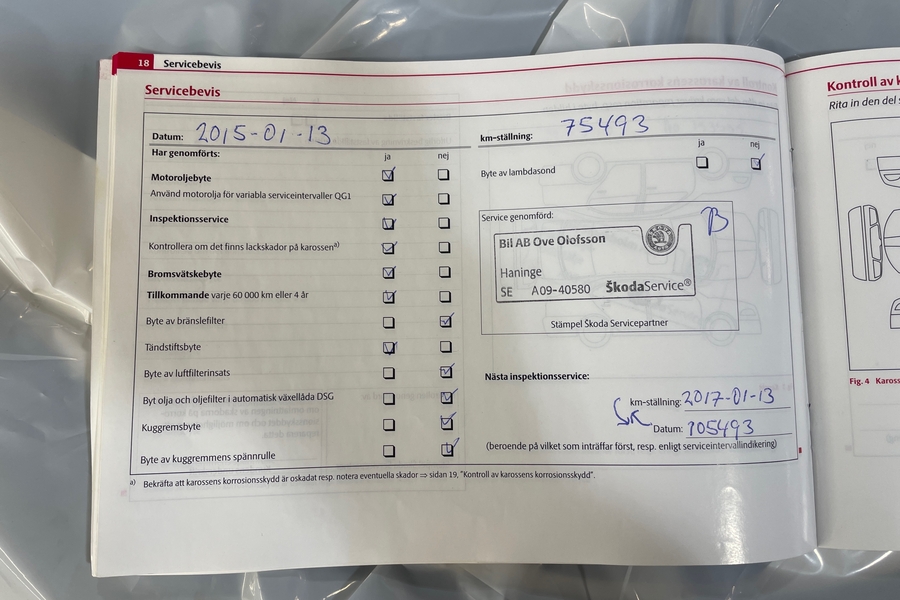 18 Servicebevis
Servicebevis
Datum: 2015-01-13
Har genomförts: ja nej
Motoroljebyte
Använd motorolja för variabla serviceintervaller QG1
Inspektionsservice
Kontrollera om det finns lackskador på karossen a)
Bromsvätskebyte
Tillkommande varje 60 000 km eller 4 år
Byte av bränslefilter
Tändstiftsbyte
Byte av luftfilterinsats
Byt olja och oljefilter i automatisk växellåda DSG
Kuggremsbyte
Byte av kuggremmens spännrulle
km-ställning: 75493
ja nej
Byte av lambdasond
Service genomförd:
B
Bil AB Ove Olofsson
Haninge
SE A09-40580 ŠkodaService®
Stämpel Škoda Servicepartner
Nästa inspektionsservice:
km-ställning: 2017-01-13
Datum: 105493
(beroende på vilket som inträffar först, resp. enligt serviceintervallindikering)
a) Bekräfta att karossens korrosionsskydd är oskadat resp. notera eventuella skador ⇒ sidan 19, "Kontroll av karossens korrosionsskydd".
Kontroll av k
Rita in den del
Fig. 4 Kaross